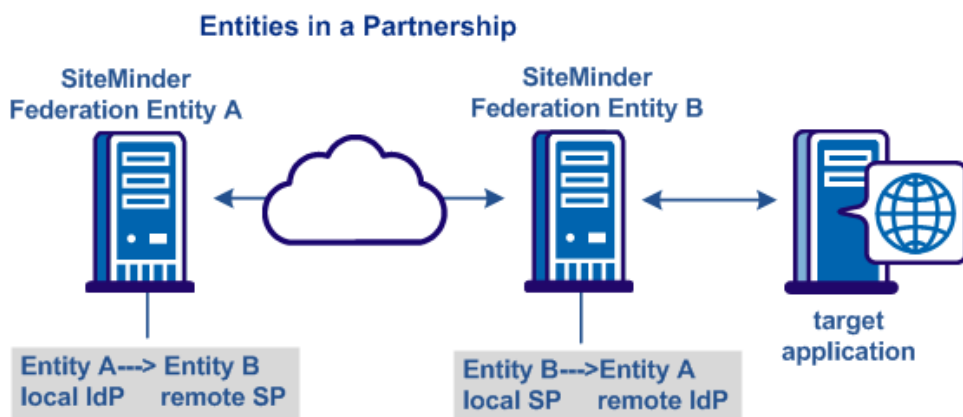 Entities in a Partnership
SiteMinder
Federation Entity A
SiteMinder
Federation Entity B
target
application
Entity A---> Entity B
local IdP remote SP
Entity B--->Entity A
local SP remote IdP